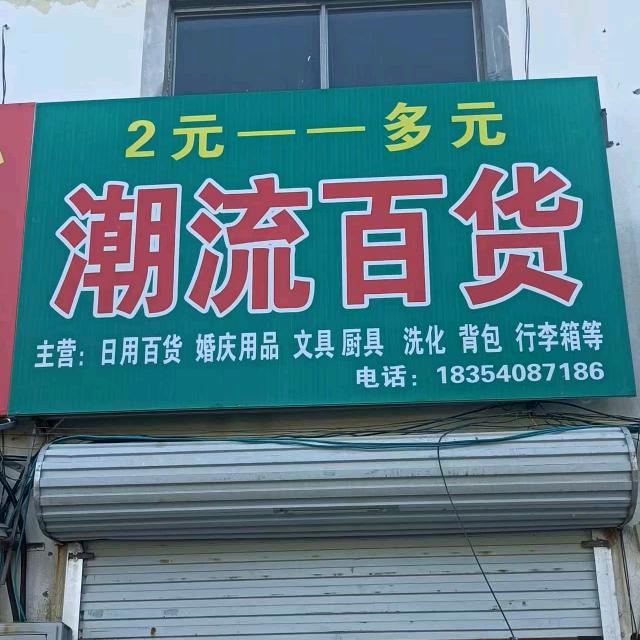 2元——多元
潮流百货
主营：日用百货 婚庆用品 文具 厨具 洗化 背包 行李箱等
电话：18354087186